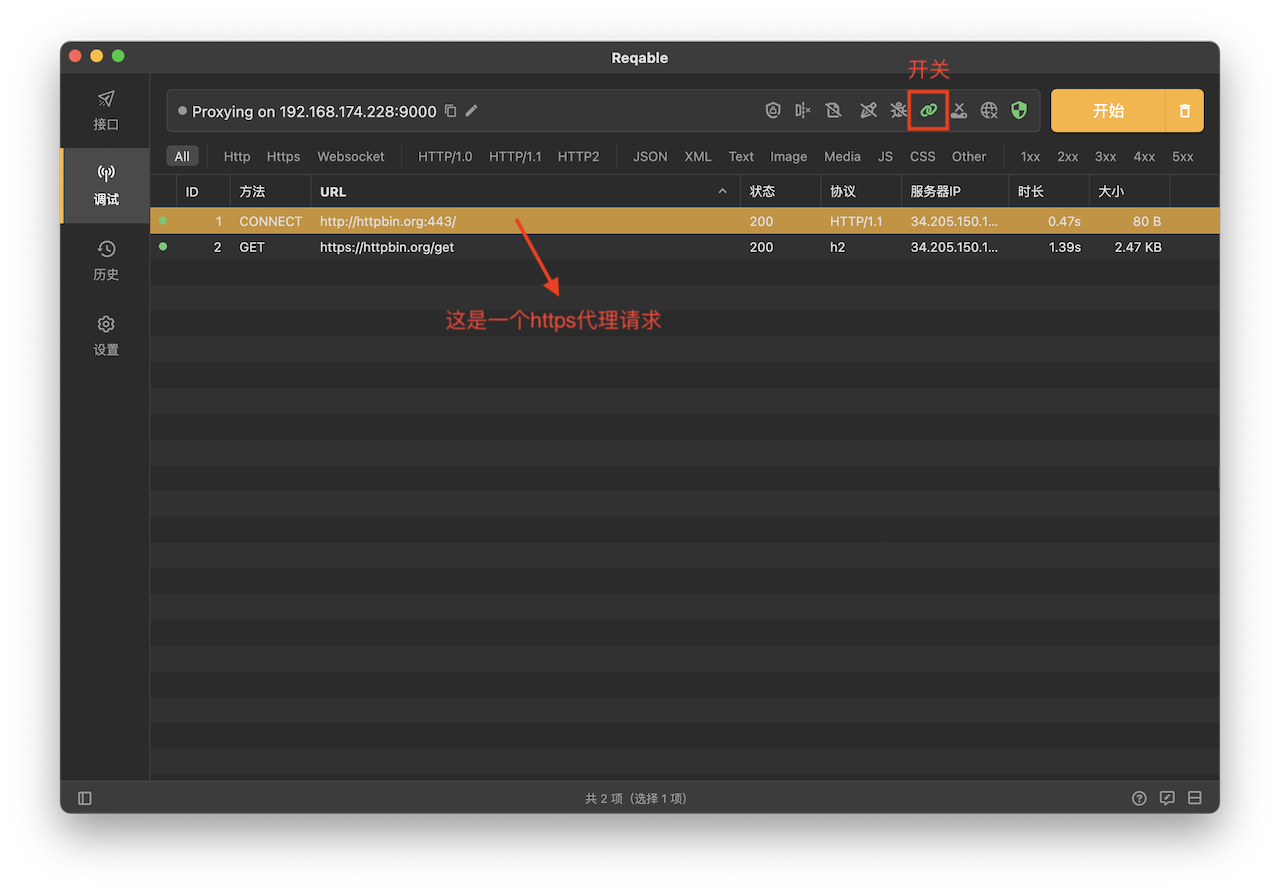 Reqable
开关
接口
Proxying on 192.168.174.228:9000
开始
All Http Https Websocket HTTP/1.0 HTTP/1.1 HTTP2 JSON XML Text Image Media JS CSS Other 1xx 2xx 3xx 4xx 5xx
调试
ID 方法 URL 状态 协议 服务器IP 时长 大小
1 CONNECT http://httpbin.org:443/ 200 HTTP/1.1 34.205.150.1... 0.47s 80 B
2 GET https://httpbin.org/get 200 h2 34.205.150.1... 1.39s 2.47 KB
历史
这是一个https代理请求
设置
共 2 项（选择 1 项）